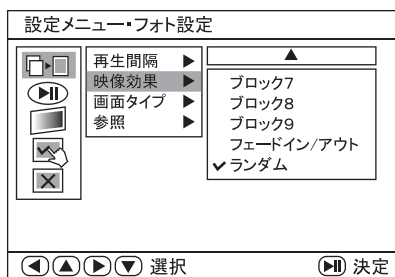 設定メニュー・フォト設定
再生間隔 ▶
映像効果 ▶
画面タイプ ▶
参照 ▶
▲
ブロック7
ブロック8
ブロック9
フェードイン/アウト
✔ランダム
選択
決定